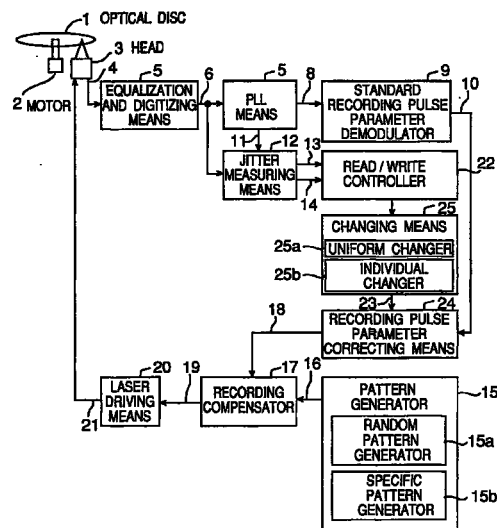 1 OPTICAL DISC
3 HEAD
4
2 MOTOR
5
EQUALIZATION
AND DIGITIZING
MEANS
6
5
PLL
MEANS
8
9
STANDARD
RECORDING PULSE
PARAMETER
DEMODULATOR
10
11
12
13
JITTER
MEASURING
MEANS
14
READ / WRITE
CONTROLLER
22
25
CHANGING MEANS
25a
UNIFORM CHANGER
25b
INDIVIDUAL
CHANGER
23
24
18
RECORDING PULSE
PARAMETER
CORRECTING MEANS
20
LASER
DRIVING
MEANS
21
19
17
RECORDING
COMPENSATOR
16
PATTERN
GENERATOR
15
RANDOM
PATTERN
GENERATOR
15a
SPECIFIC
PATTERN
GENERATOR
15b